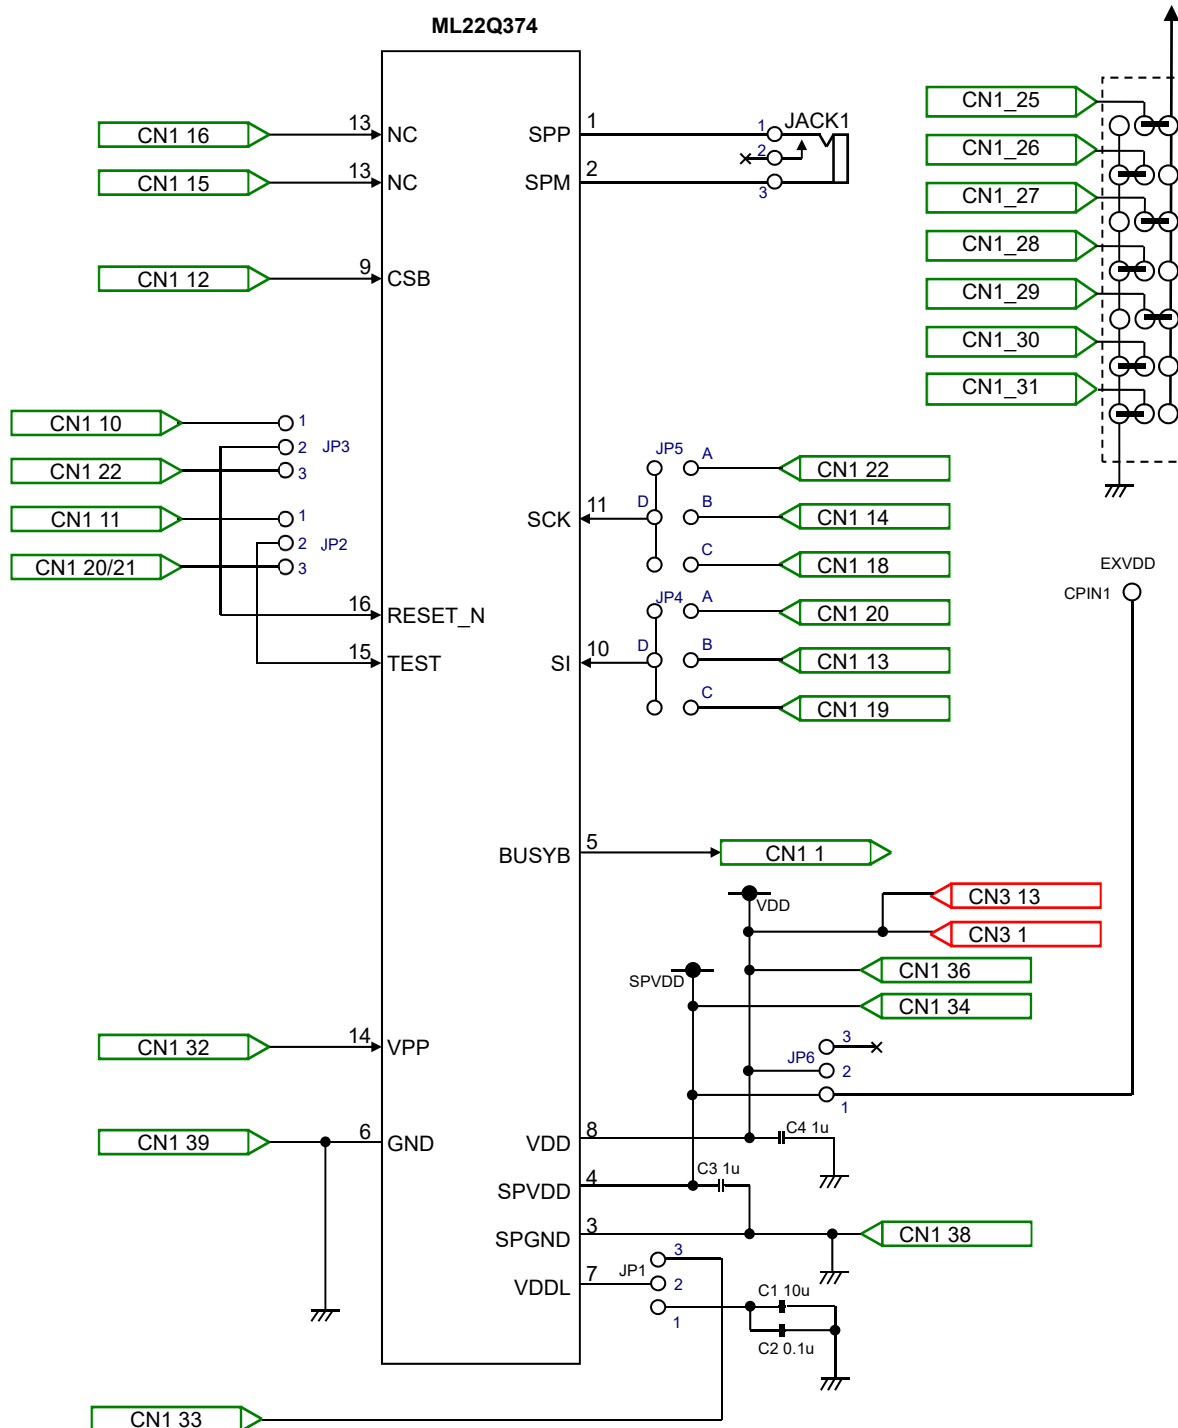 ML22Q374
CN1_25
CN1 16
13
NC
SPP
1
1
JACK1
2
CN1_26
CN1 15
13
NC
SPM
2
3
CN1_27
CN1_28
CN1 12
9
CSB
CN1_29
CN1_30
CN1_31
CN1 10
1
2
JP3
CN1 22
3
CN1 11
1
2
JP2
CN1 20/21
3
JP5
A
CN1 22
SCK
11
D
B
CN1 14
C
CN1 18
EXVDD
CPIN1
16
RESET_N
JP4
A
CN1 20
15
TEST
SI
10
D
B
CN1 13
C
CN1 19
BUSYB
5
CN1 1
VDD
CN3 13
CN3 1
SPVDD
CN1 36
CN1 34
CN1 32
14
VPP
3
JP6
2
1
CN1 39
6
GND
VDD
8
C4 1u
SPVDD
4
C3 1u
SPGND
3
CN1 38
VDDL
7
JP1
3
2
1
C1 10u
C2 0.1u
CN1 33